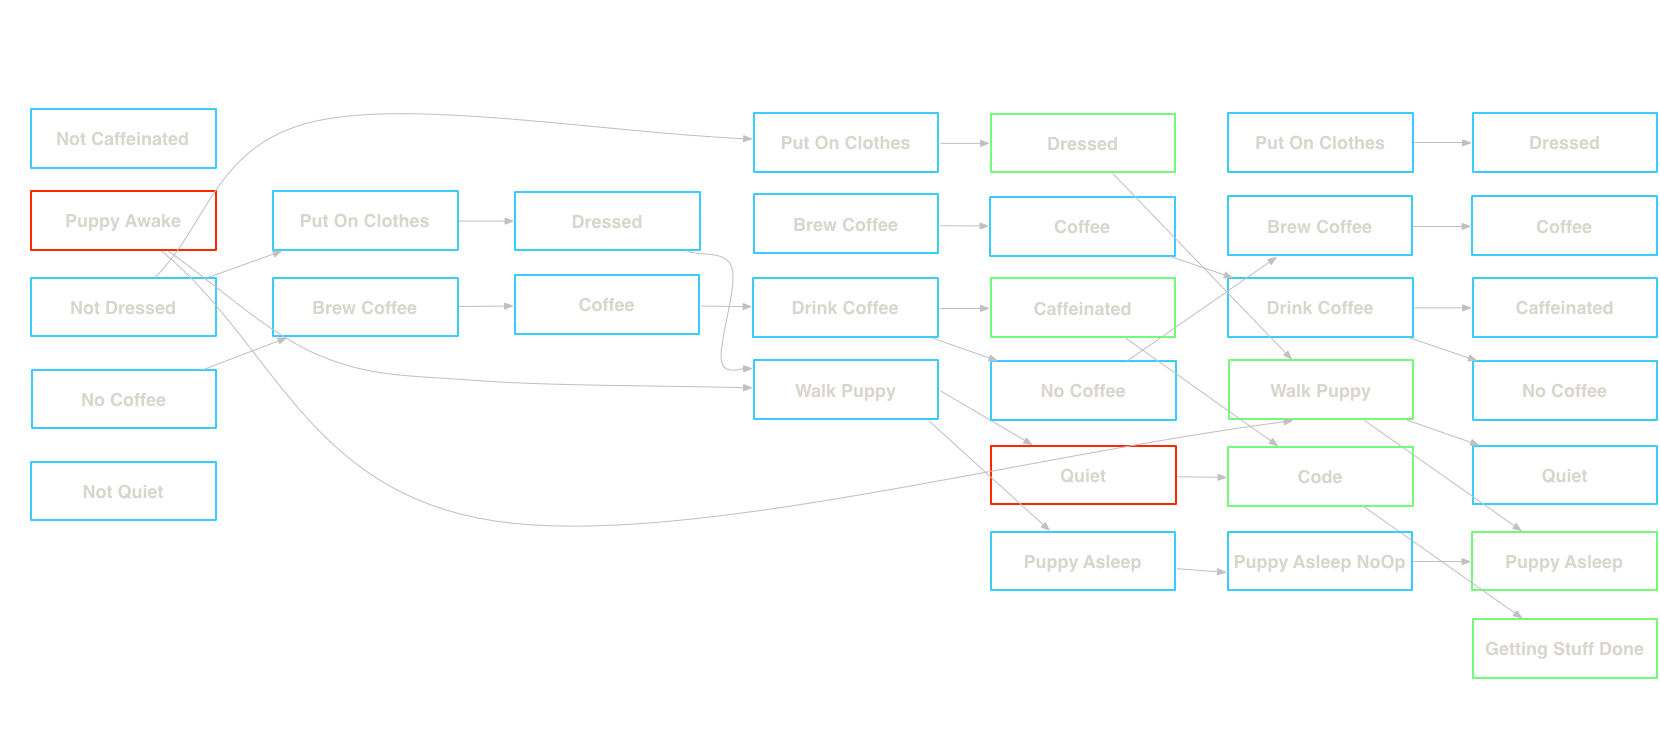 Not Caffeinated
Puppy Awake
Not Dressed
No Coffee
Not Quiet
Put On Clothes
Brew Coffee
Dressed
Coffee
Put On Clothes
Brew Coffee
Drink Coffee
Walk Puppy
Dressed
Coffee
Caffeinated
No Coffee
Quiet
Puppy Asleep
Put On Clothes
Brew Coffee
Drink Coffee
Walk Puppy
Code
Puppy Asleep NoOp
Dressed
Coffee
Caffeinated
No Coffee
Quiet
Puppy Asleep
Getting Stuff Done